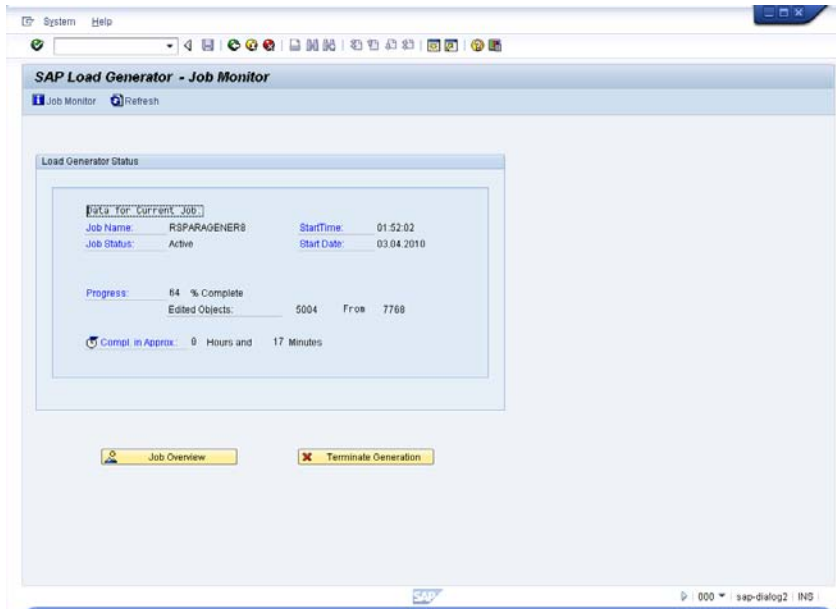 System Help
SAP Load Generator - Job Monitor
Job Monitor Refresh
Load Generator Status
Data for Current Job:
Job Name: RSPARAGENER8 StartTime: 01:52:02
Job Status: Active Start Date: 03.04.2010
Progress: 64 % Complete
Edited Objects: 5004 From 7768
Compl. in Approx.: 0 Hours and 17 Minutes
Job Overview Terminate Generation
SAP 000 sap-dialog2 INS